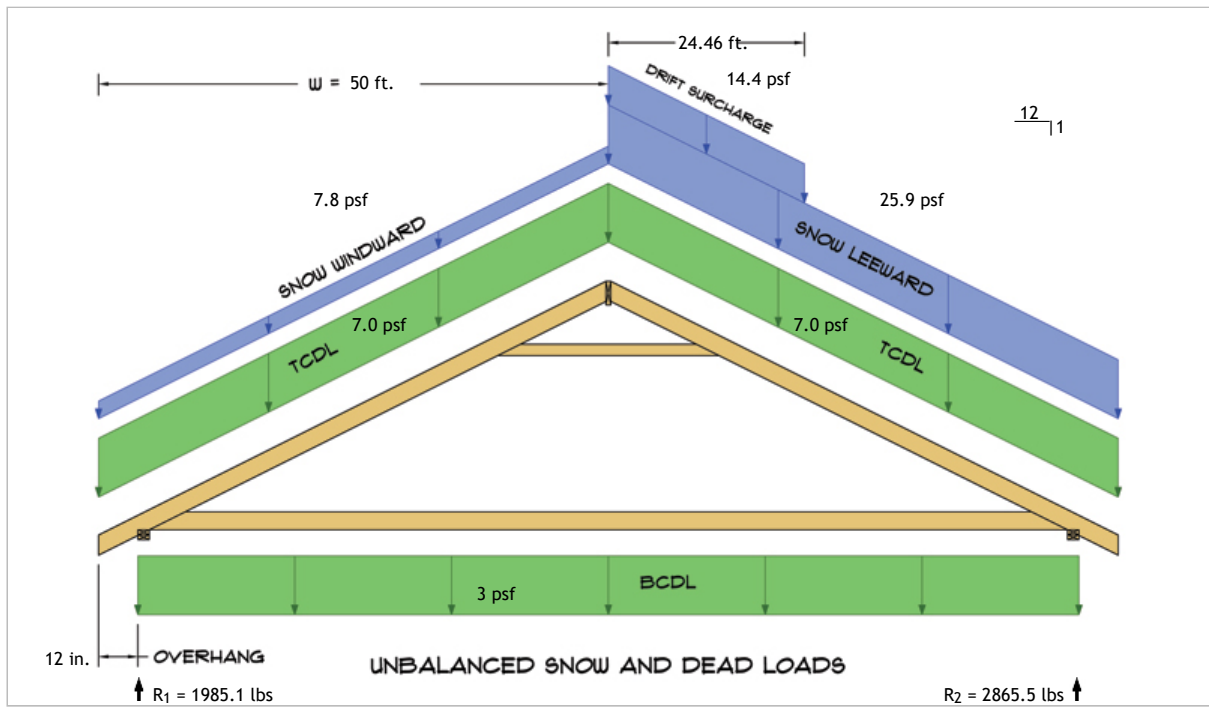 24.46 ft.
W = 50 ft.
DRIFT SURCHARGE
14.4 psf
12
1
7.8 psf
25.9 psf
SNOW WINDWARD
SNOW LEEWARD
7.0 psf
7.0 psf
TCDL
TCDL
3 psf
BCDL
12 in.
OVERHANG
UNBALANCED SNOW AND DEAD LOADS
R1 = 1985.1 lbs
R2 = 2865.5 lbs